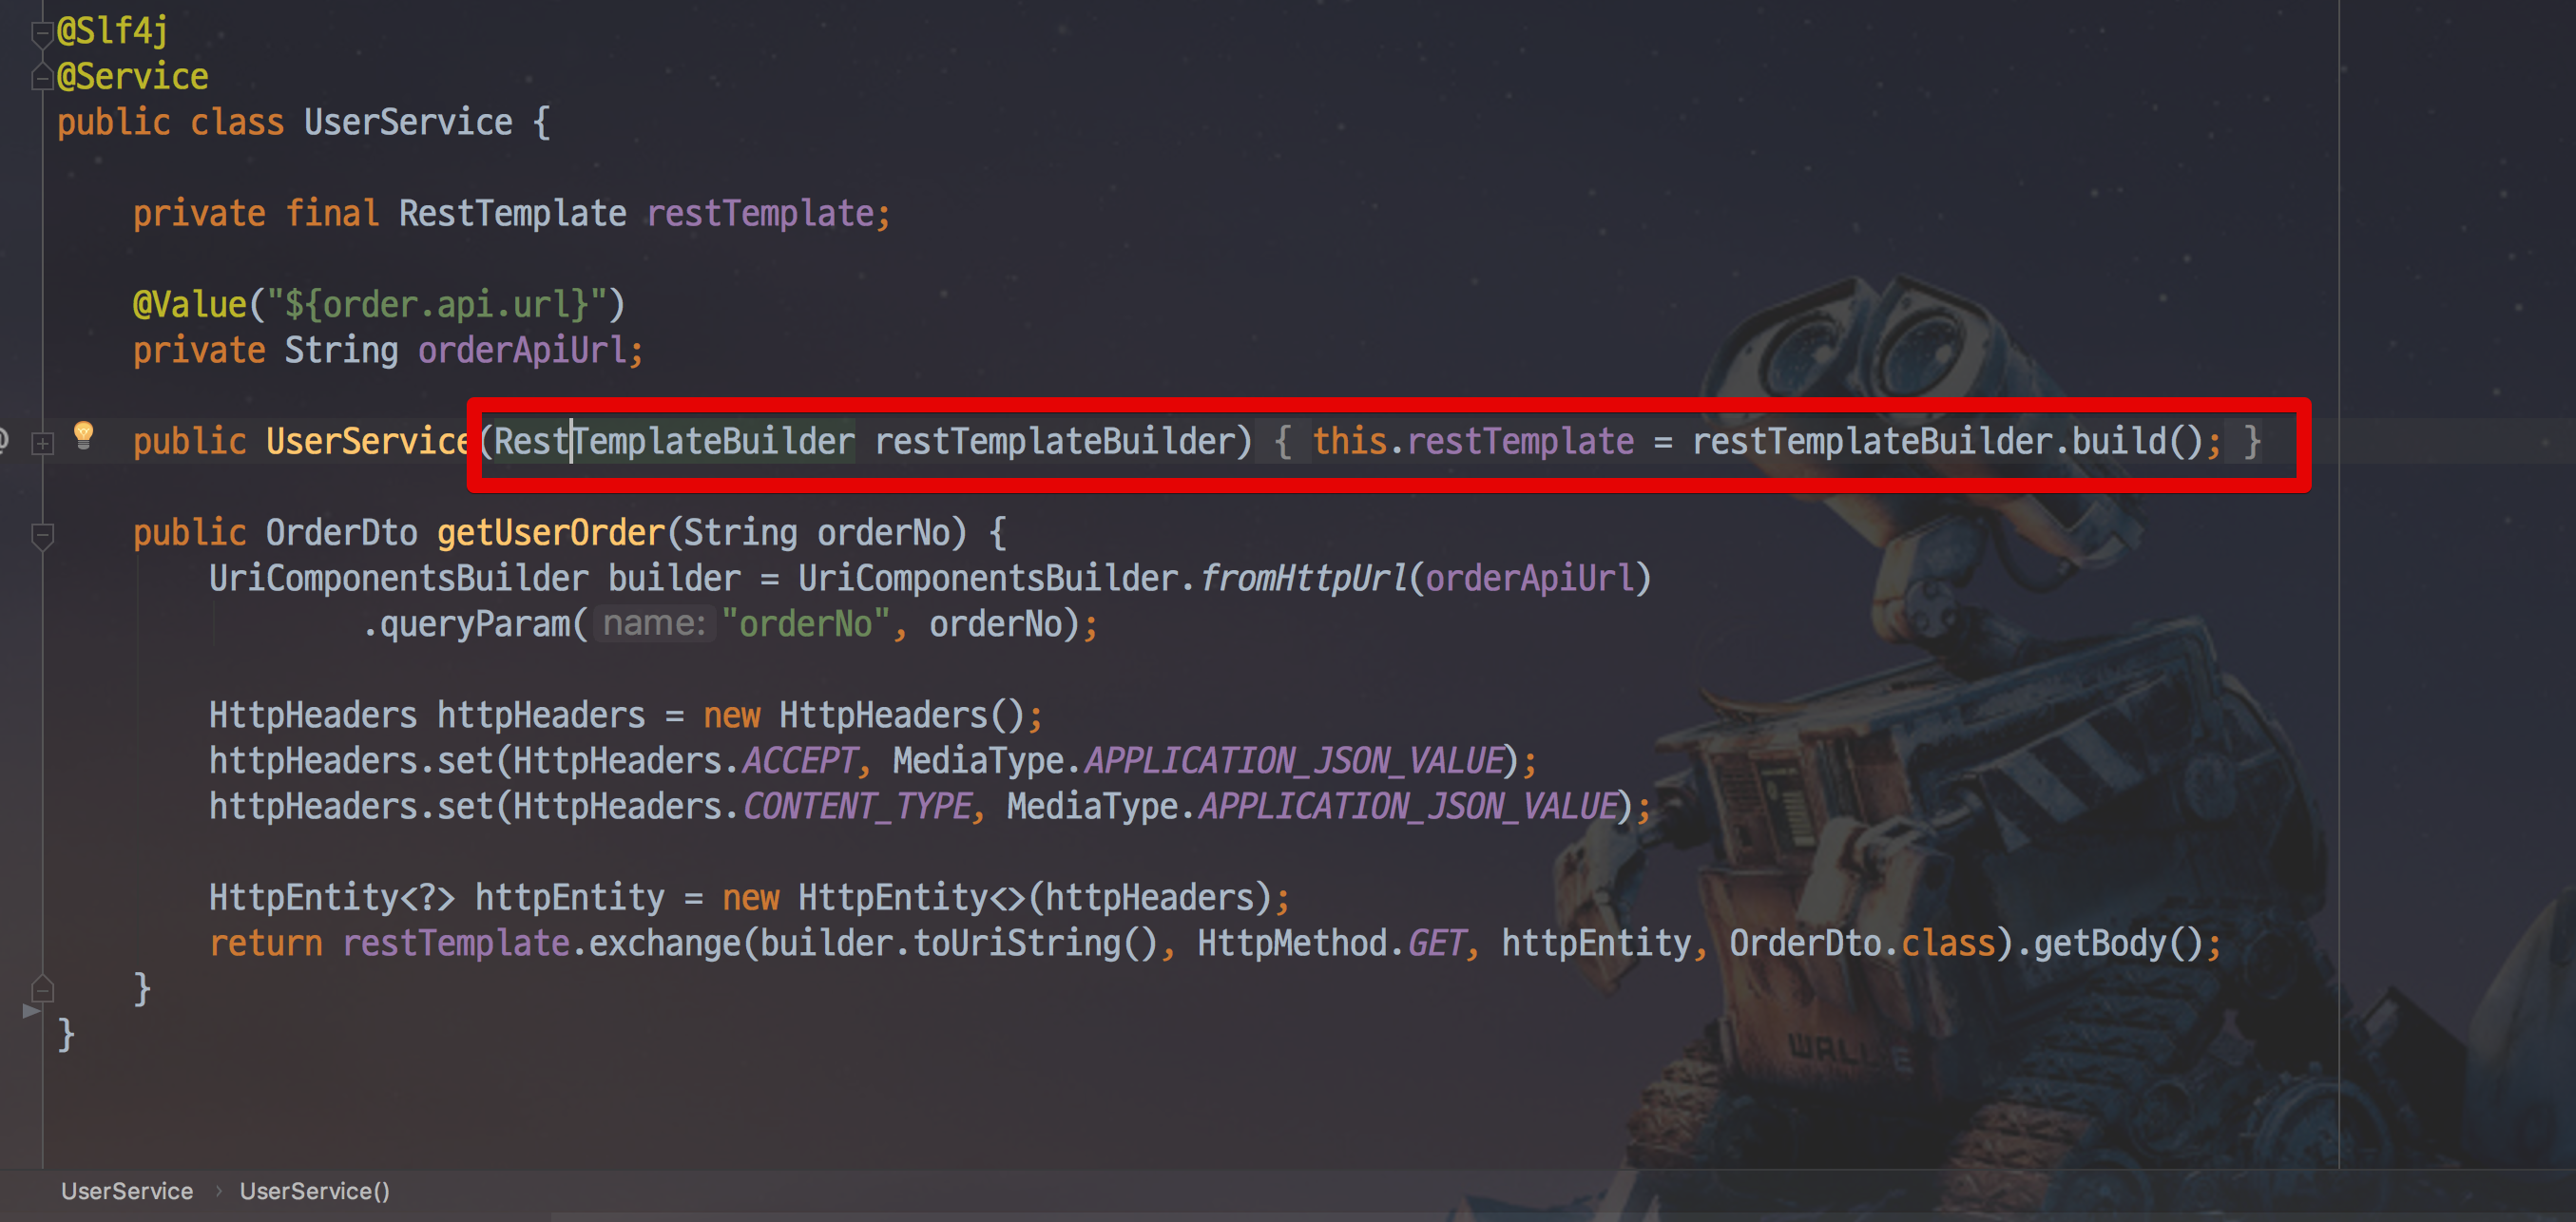 @Slf4j
@Service
public class UserService {
private final RestTemplate restTemplate;
@Value("${order.api.url}")
private String orderApiUrl;
public UserService(RestTemplateBuilder restTemplateBuilder) { this.restTemplate = restTemplateBuilder.build(); }
public OrderDto getUserOrder(String orderNo) {
UriComponentsBuilder builder = UriComponentsBuilder.fromHttpUrl(orderApiUrl)
.queryParam( name: "orderNo", orderNo);
HttpHeaders httpHeaders = new HttpHeaders();
httpHeaders.set(HttpHeaders.ACCEPT, MediaType.APPLICATION_JSON_VALUE);
httpHeaders.set(HttpHeaders.CONTENT_TYPE, MediaType.APPLICATION_JSON_VALUE);
HttpEntity<?> httpEntity = new HttpEntity<>(httpHeaders);
return restTemplate.exchange(builder.toUriString(), HttpMethod.GET, httpEntity, OrderDto.class).getBody();
}
}
WALL·E
UserService › UserService()